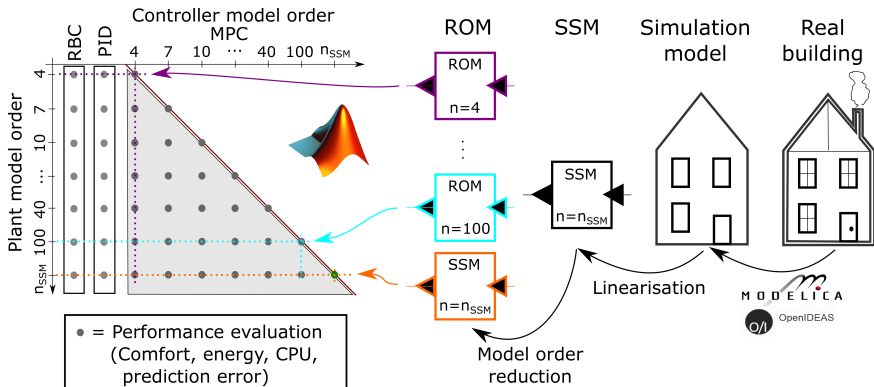 Controller model order
MPC
RBC
PID
4 7 10 ... 40 100 nSSM
Plant model order
4
7
10
...
40
100
nSSM
= Performance evaluation
(Comfort, energy, CPU,
prediction error)
ROM
ROM
n=4
...
ROM
n=100
SSM
n=nSSM
Model order
reduction
SSM
SSM
n=nSSM
Linearisation
Simulation
model
Real
building
MODELICA
O/I OpenIDEAS